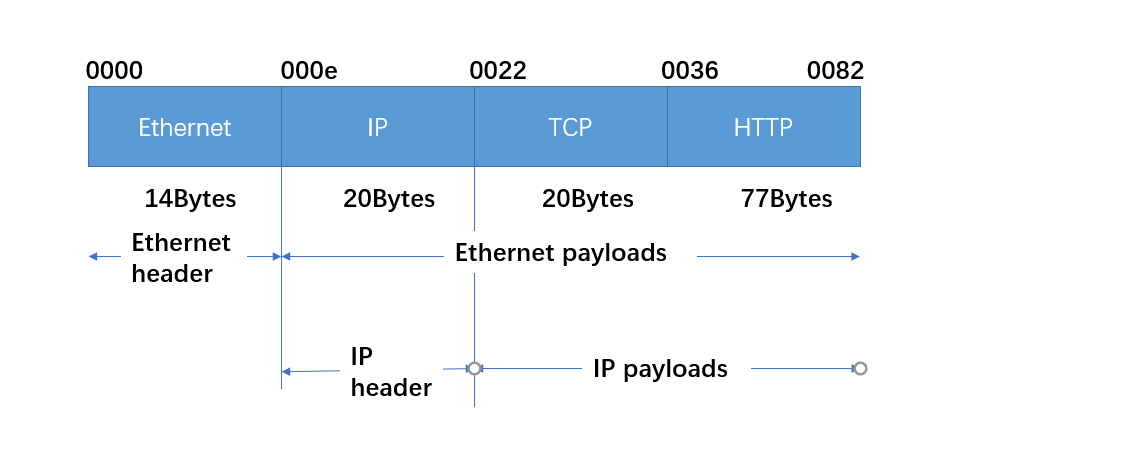 0000 000e 0022 0036 0082
Ethernet IP TCP HTTP
14Bytes 20Bytes 20Bytes 77Bytes
Ethernet
header
Ethernet payloads
IP
header
IP payloads